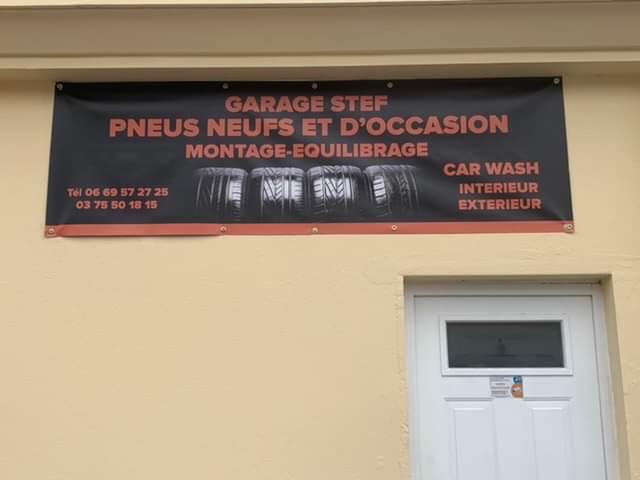 GARAGE STEF
PNEUS NEUFS ET D'OCCASION
MONTAGE-EQUILIBRAGE
CAR WASH
INTERIEUR
EXTERIEUR
Tél 06 69 57 27 25
03 75 50 18 15